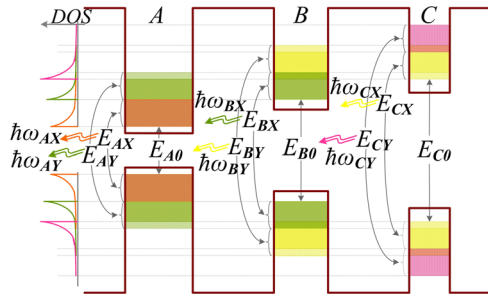 DOS
A
B
C
ħω_AX
ħω_AY
E_AX
E_AY
E_A0
ħω_BX
ħω_BY
E_BX
E_BY
E_B0
ħω_CX
ħω_CY
E_CX
E_CY
E_C0